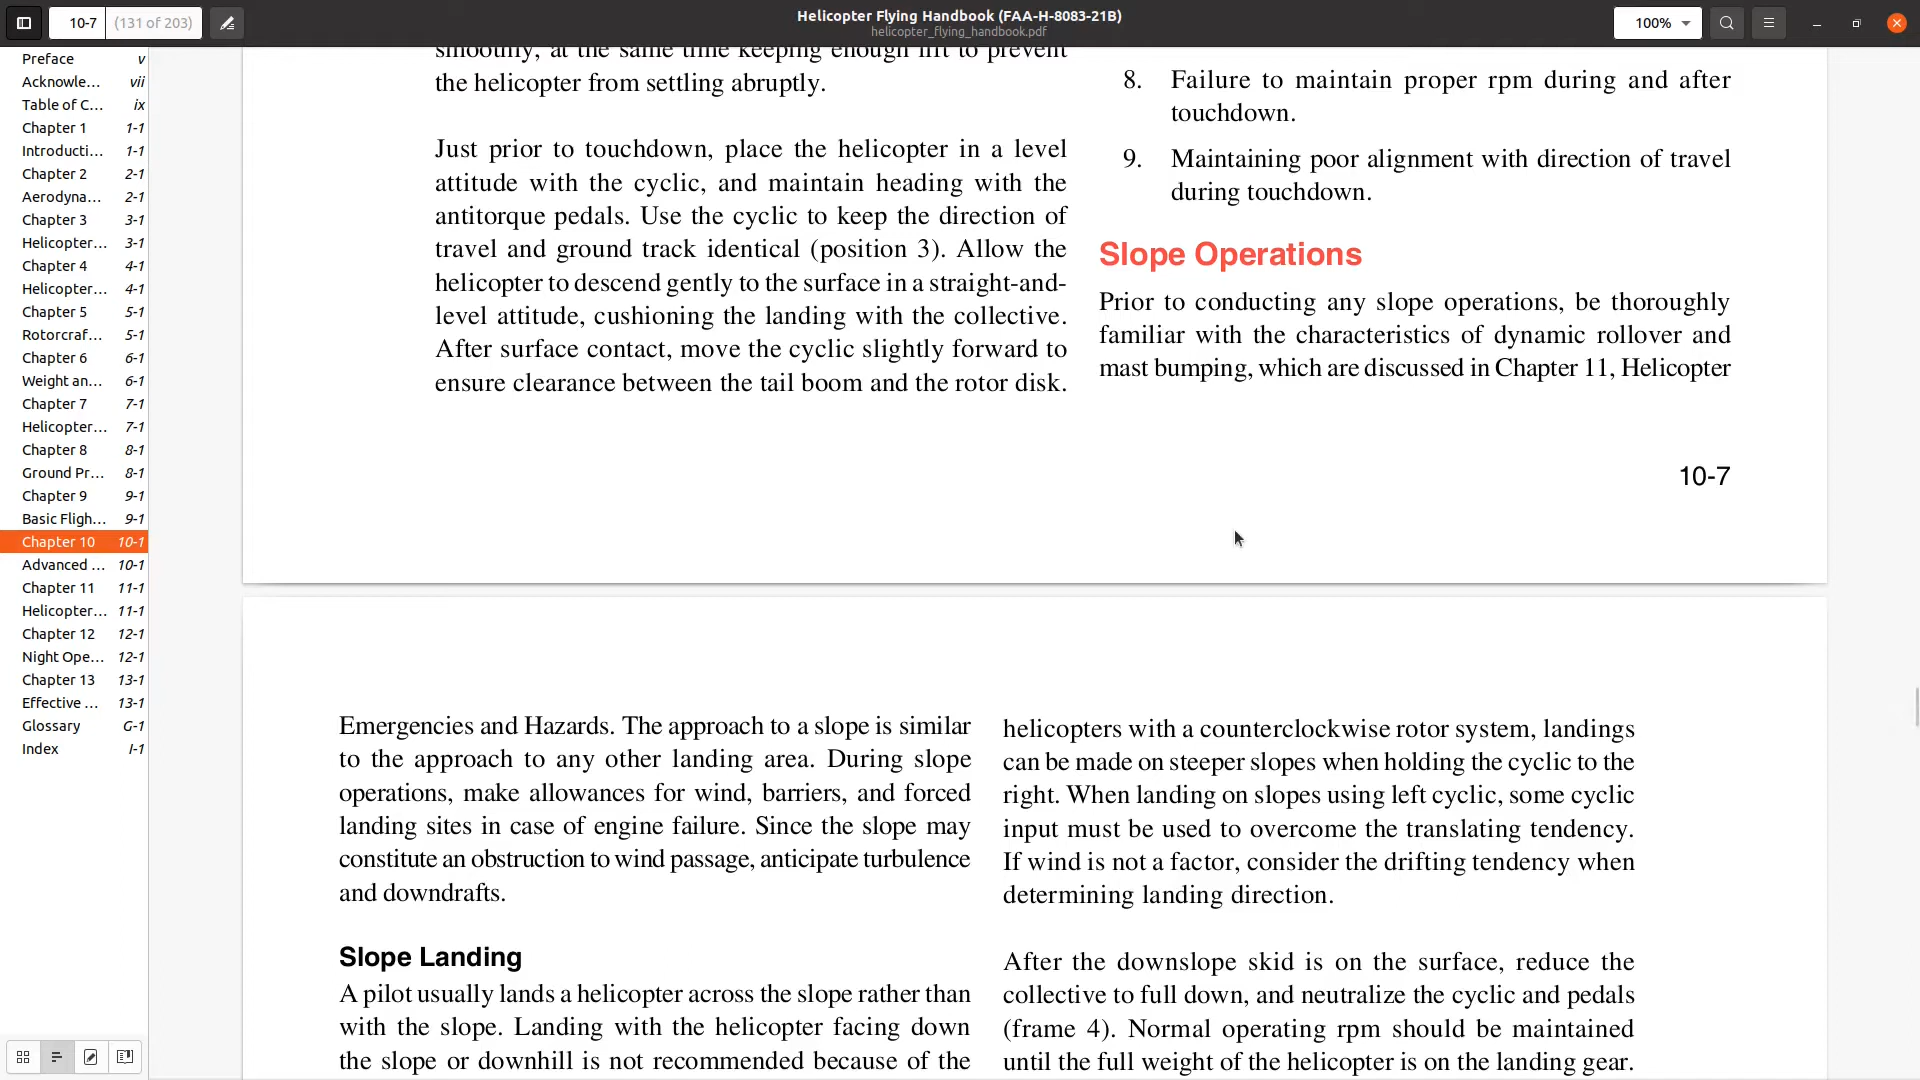 10-7
(131 of 203)
Helicopter Flying Handbook (FAA-H-8083-21B)
helicopter_flying_handbook.pdf
100%
Preface v
Acknowle... vii
Table of C... ix
Chapter 1 1-1
Introducti... 1-1
Chapter 2 2-1
Aerodyna... 2-1
Chapter 3 3-1
Helicopter... 3-1
Chapter 4 4-1
Helicopter... 4-1
Chapter 5 5-1
Rotorcraf... 5-1
Chapter 6 6-1
Weight an... 6-1
Chapter 7 7-1
Helicopter... 7-1
Chapter 8 8-1
Ground Pr... 8-1
Chapter 9 9-1
Basic Fligh... 9-1
Chapter 10 10-1
Advanced ... 10-1
Chapter 11 11-1
Helicopter... 11-1
Chapter 12 12-1
Night Ope... 12-1
Chapter 13 13-1
Effective ... 13-1
Glossary G-1
Index I-1
smoothly, at the same time keeping enough lift to prevent
the helicopter from settling abruptly.
Just prior to touchdown, place the helicopter in a level
attitude with the cyclic, and maintain heading with the
antitorque pedals. Use the cyclic to keep the direction of
travel and ground track identical (position 3). Allow the
helicopter to descend gently to the surface in a straight-and-
level attitude, cushioning the landing with the collective.
After surface contact, move the cyclic slightly forward to
ensure clearance between the tail boom and the rotor disk.
8. Failure to maintain proper rpm during and after
touchdown.
9. Maintaining poor alignment with direction of travel
during touchdown.
Slope Operations
Prior to conducting any slope operations, be thoroughly
familiar with the characteristics of dynamic rollover and
mast bumping, which are discussed in Chapter 11, Helicopter
10-7
Emergencies and Hazards. The approach to a slope is similar
to the approach to any other landing area. During slope
operations, make allowances for wind, barriers, and forced
landing sites in case of engine failure. Since the slope may
constitute an obstruction to wind passage, anticipate turbulence
and downdrafts.
Slope Landing
A pilot usually lands a helicopter across the slope rather than
with the slope. Landing with the helicopter facing down
the slope or downhill is not recommended because of the
helicopters with a counterclockwise rotor system, landings
can be made on steeper slopes when holding the cyclic to the
right. When landing on slopes using left cyclic, some cyclic
input must be used to overcome the translating tendency.
If wind is not a factor, consider the drifting tendency when
determining landing direction.
After the downslope skid is on the surface, reduce the
collective to full down, and neutralize the cyclic and pedals
(frame 4). Normal operating rpm should be maintained
until the full weight of the helicopter is on the landing gear.